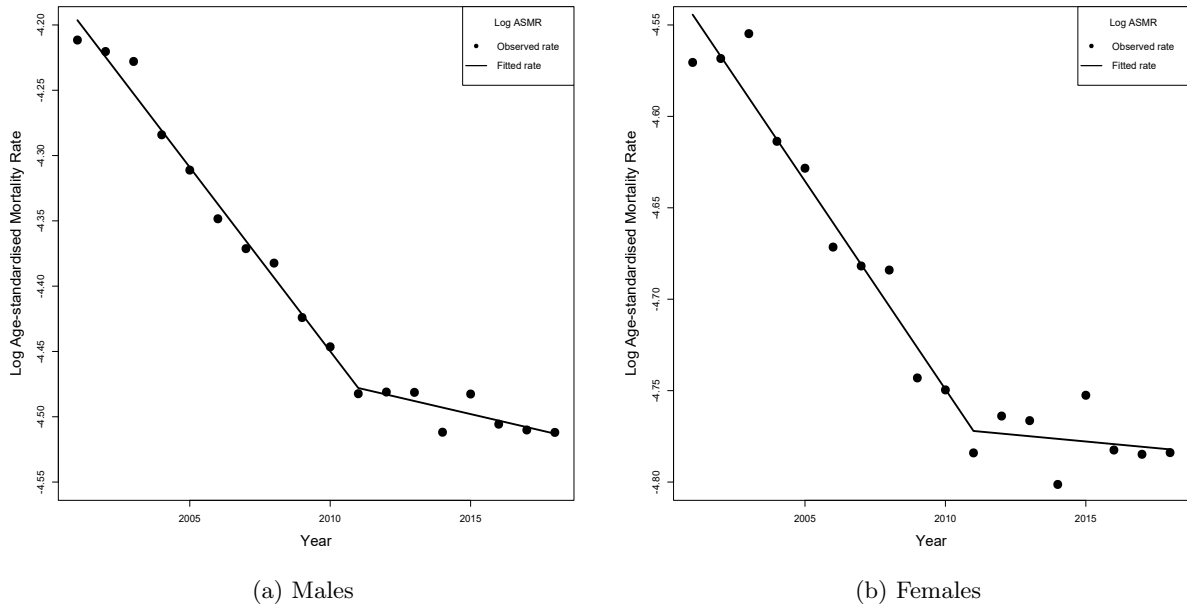 Log ASMR
Observed rate
Fitted rate
-4.20
-4.25
-4.30
-4.35
-4.40
-4.45
-4.50
-4.55
Log Age-standardised Mortality Rate
2005
2010
2015
Year
(a) Males
Log ASMR
Observed rate
Fitted rate
-4.55
-4.60
-4.65
-4.70
-4.75
-4.80
Log Age-standardised Mortality Rate
2005
2010
2015
Year
(b) Females